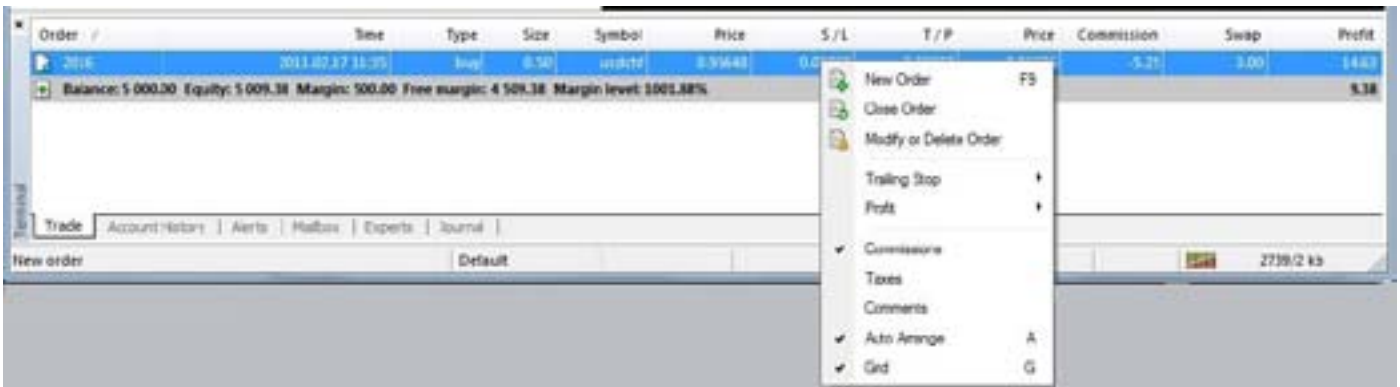 Order / Time Type Size Symbol Price S / L T / P Price Commission Swap Profit
2016 2011.02.17 11:35 buy 0.50 usdchf 0.95640 -5.25 3.00 14.63
Balance: 5 000.00 Equity: 5 009.38 Margin: 500.00 Free margin: 4 509.38 Margin level: 1001.88% 9.38
New Order F9
Close Order
Modify or Delete Order
Trailing Stop
Profit
Commissions
Taxes
Comments
Auto Arrange A
Grid G
Terminal
Trade Account History Alerts Mailbox Experts Journal
New order Default 2739/2 kb